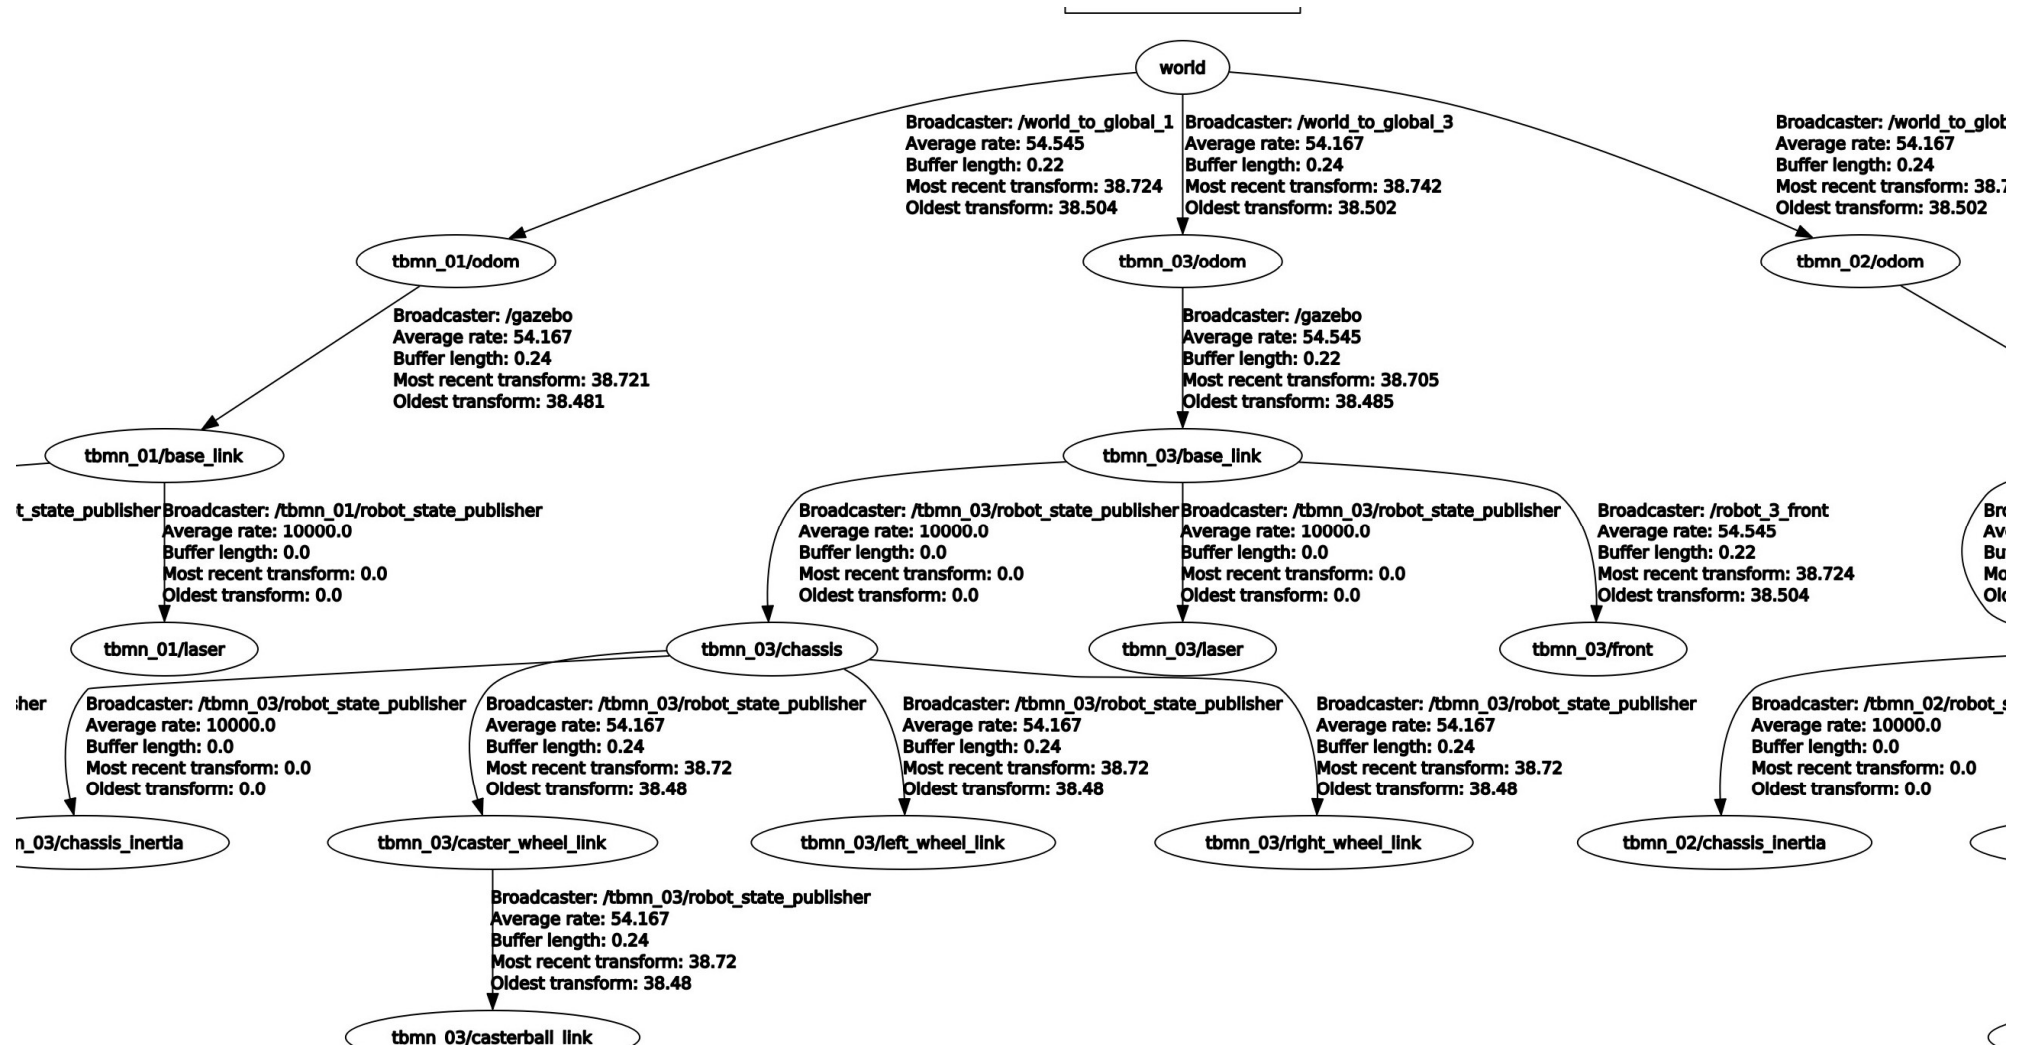 world
Broadcaster: /world_to_global_1
Average rate: 54.545
Buffer length: 0.22
Most recent transform: 38.724
Oldest transform: 38.504
Broadcaster: /world_to_global_3
Average rate: 54.167
Buffer length: 0.24
Most recent transform: 38.742
Oldest transform: 38.502
Broadcaster: /world_to_glob
Average rate: 54.167
Buffer length: 0.24
Most recent transform: 38.7
Oldest transform: 38.502
tbmn_01/odom
tbmn_03/odom
tbmn_02/odom
Broadcaster: /gazebo
Average rate: 54.167
Buffer length: 0.24
Most recent transform: 38.721
Oldest transform: 38.481
Broadcaster: /gazebo
Average rate: 54.545
Buffer length: 0.22
Most recent transform: 38.705
Oldest transform: 38.485
tbmn_01/base_link
tbmn_03/base_link
t_state_publisher
Broadcaster: /tbmn_01/robot_state_publisher
Average rate: 10000.0
Buffer length: 0.0
Most recent transform: 0.0
Oldest transform: 0.0
Broadcaster: /tbmn_03/robot_state_publisher
Average rate: 10000.0
Buffer length: 0.0
Most recent transform: 0.0
Oldest transform: 0.0
Broadcaster: /tbmn_03/robot_state_publisher
Average rate: 10000.0
Buffer length: 0.0
Most recent transform: 0.0
Oldest transform: 0.0
Broadcaster: /robot_3_front
Average rate: 54.545
Buffer length: 0.22
Most recent transform: 38.724
Oldest transform: 38.504
tbmn_01/laser
tbmn_03/chassis
tbmn_03/laser
tbmn_03/front
sher
Broadcaster: /tbmn_03/robot_state_publisher
Average rate: 10000.0
Buffer length: 0.0
Most recent transform: 0.0
Oldest transform: 0.0
Broadcaster: /tbmn_03/robot_state_publisher
Average rate: 54.167
Buffer length: 0.24
Most recent transform: 38.72
Oldest transform: 38.48
Broadcaster: /tbmn_03/robot_state_publisher
Average rate: 54.167
Buffer length: 0.24
Most recent transform: 38.72
Oldest transform: 38.48
Broadcaster: /tbmn_03/robot_state_publisher
Average rate: 54.167
Buffer length: 0.24
Most recent transform: 38.72
Oldest transform: 38.48
Broadcaster: /tbmn_02/robot_s
Average rate: 10000.0
Buffer length: 0.0
Most recent transform: 0.0
Oldest transform: 0.0
n_03/chassis_inertia
tbmn_03/caster_wheel_link
tbmn_03/left_wheel_link
tbmn_03/right_wheel_link
tbmn_02/chassis_inertia
Broadcaster: /tbmn_03/robot_state_publisher
Average rate: 54.167
Buffer length: 0.24
Most recent transform: 38.72
Oldest transform: 38.48
tbmn_03/casterball_link